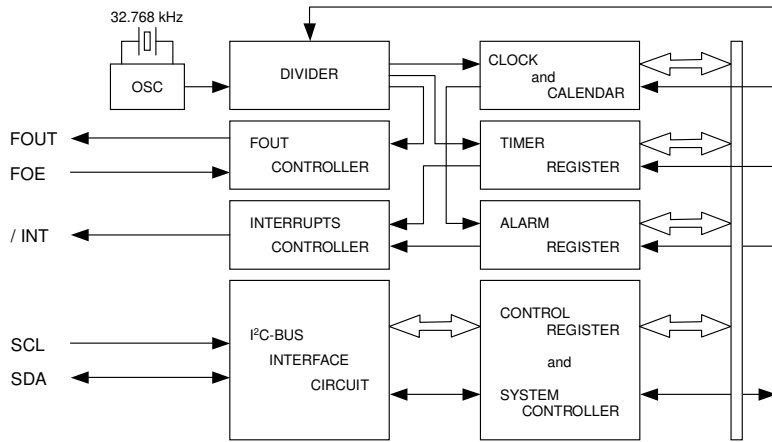 32.768 kHz
OSC
DIVIDER
CLOCK
and
CALENDAR
FOUT
FOE
FOUT
CONTROLLER
TIMER
REGISTER
/ INT
INTERRUPTS
CONTROLLER
ALARM
REGISTER
SCL
SDA
I²C-BUS
INTERFACE
CIRCUIT
CONTROL
REGISTER
and
SYSTEM
CONTROLLER